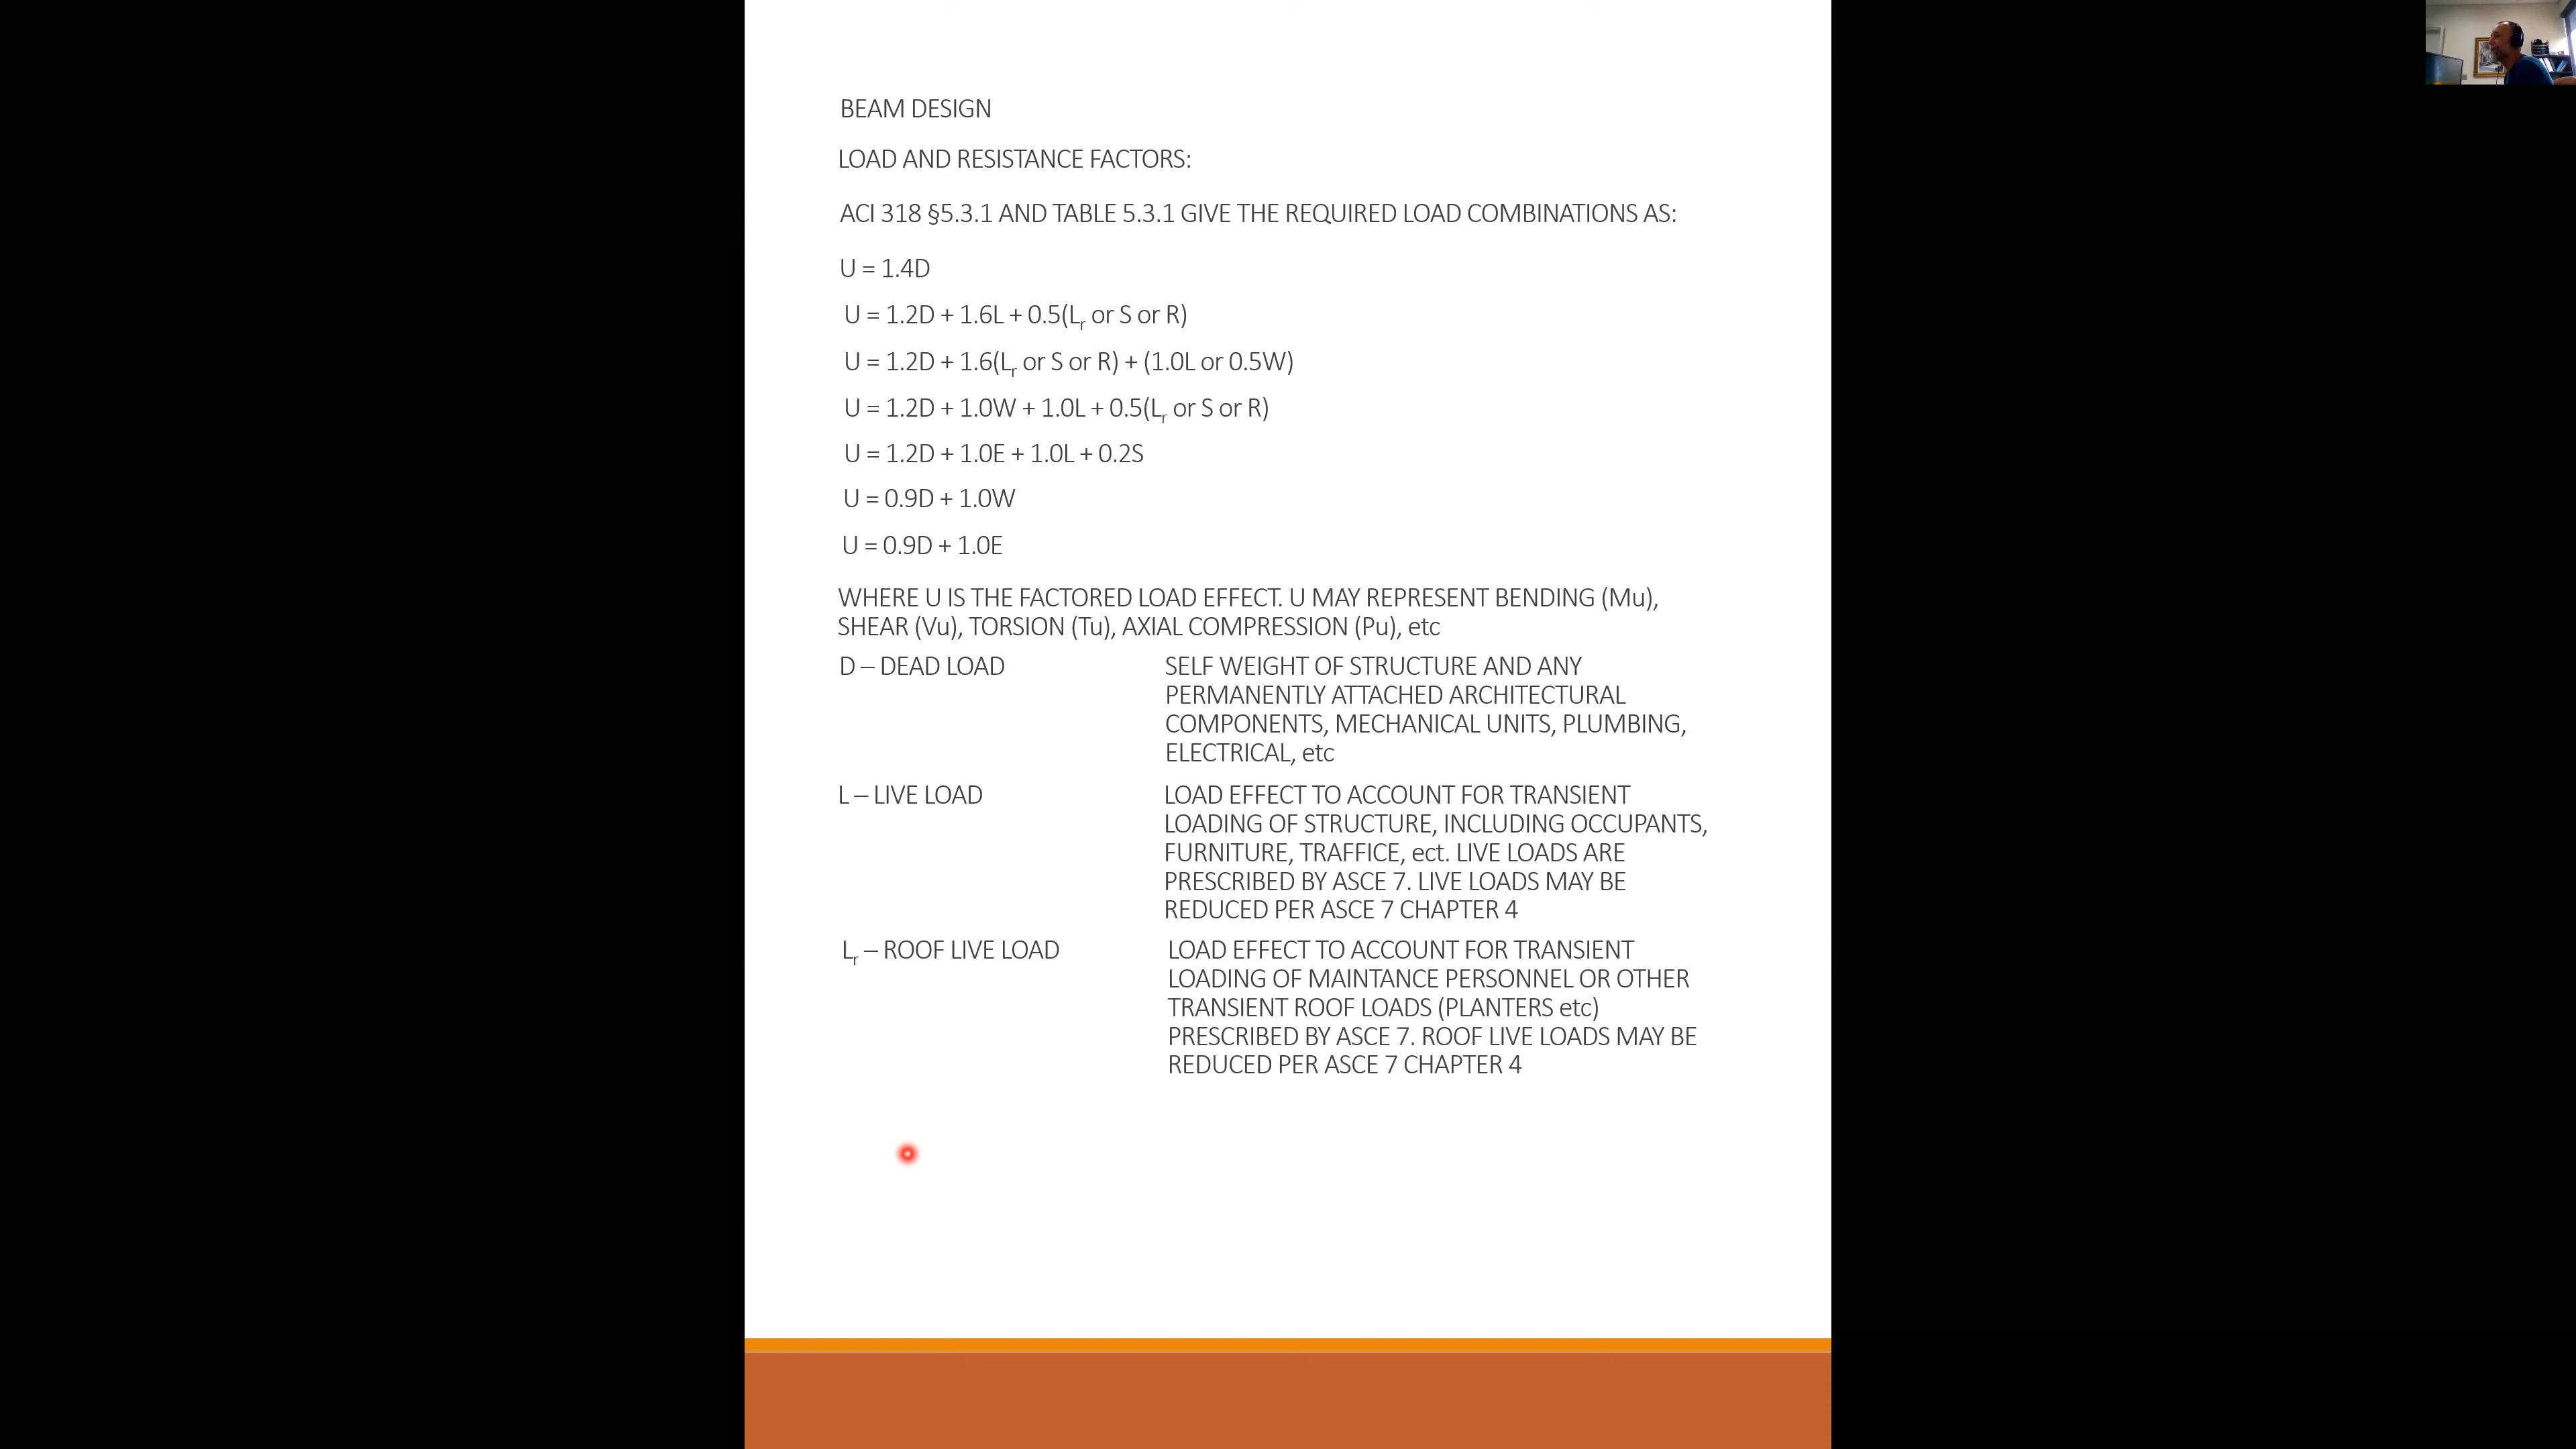 BEAM DESIGN
LOAD AND RESISTANCE FACTORS:
ACI 318 §5.3.1 AND TABLE 5.3.1 GIVE THE REQUIRED LOAD COMBINATIONS AS:
U = 1.4D
U = 1.2D + 1.6L + 0.5(Lr or S or R)
U = 1.2D + 1.6(Lr or S or R) + (1.0L or 0.5W)
U = 1.2D + 1.0W + 1.0L + 0.5(Lr or S or R)
U = 1.2D + 1.0E + 1.0L + 0.2S
U = 0.9D + 1.0W
U = 0.9D + 1.0E
WHERE U IS THE FACTORED LOAD EFFECT. U MAY REPRESENT BENDING (Mu),
SHEAR (Vu), TORSION (Tu), AXIAL COMPRESSION (Pu), etc
D – DEAD LOAD SELF WEIGHT OF STRUCTURE AND ANY
PERMANENTLY ATTACHED ARCHITECTURAL
COMPONENTS, MECHANICAL UNITS, PLUMBING,
ELECTRICAL, etc
L – LIVE LOAD LOAD EFFECT TO ACCOUNT FOR TRANSIENT
LOADING OF STRUCTURE, INCLUDING OCCUPANTS,
FURNITURE, TRAFFICE, ect. LIVE LOADS ARE
PRESCRIBED BY ASCE 7. LIVE LOADS MAY BE
REDUCED PER ASCE 7 CHAPTER 4
Lr – ROOF LIVE LOAD LOAD EFFECT TO ACCOUNT FOR TRANSIENT
LOADING OF MAINTANCE PERSONNEL OR OTHER
TRANSIENT ROOF LOADS (PLANTERS etc)
PRESCRIBED BY ASCE 7. ROOF LIVE LOADS MAY BE
REDUCED PER ASCE 7 CHAPTER 4